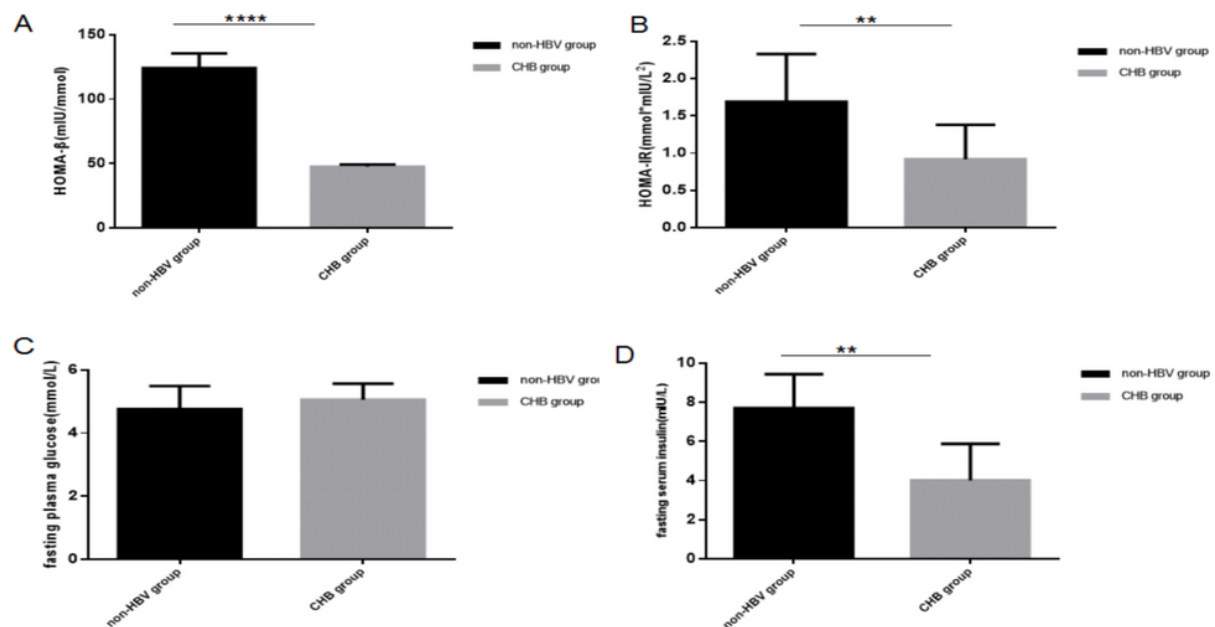 A
****
150
100
50
0
HOMA-β(mIU/mmol)
non-HBV group
CHB group
non-HBV group
CHB group
B
**
2.5
2.0
1.5
1.0
0.5
0.0
HOMA-IR(mmol*mIU/L²)
non-HBV group
CHB group
non-HBV group
CHB group
C
6
4
2
0
fasting plasma glucose(mmol/L)
non-HBV group
CHB group
non-HBV grou
CHB group
D
**
10
8
6
4
2
0
fasting serum insulin(mIU/L)
non-HBV group
CHB group
non-HBV group
CHB group